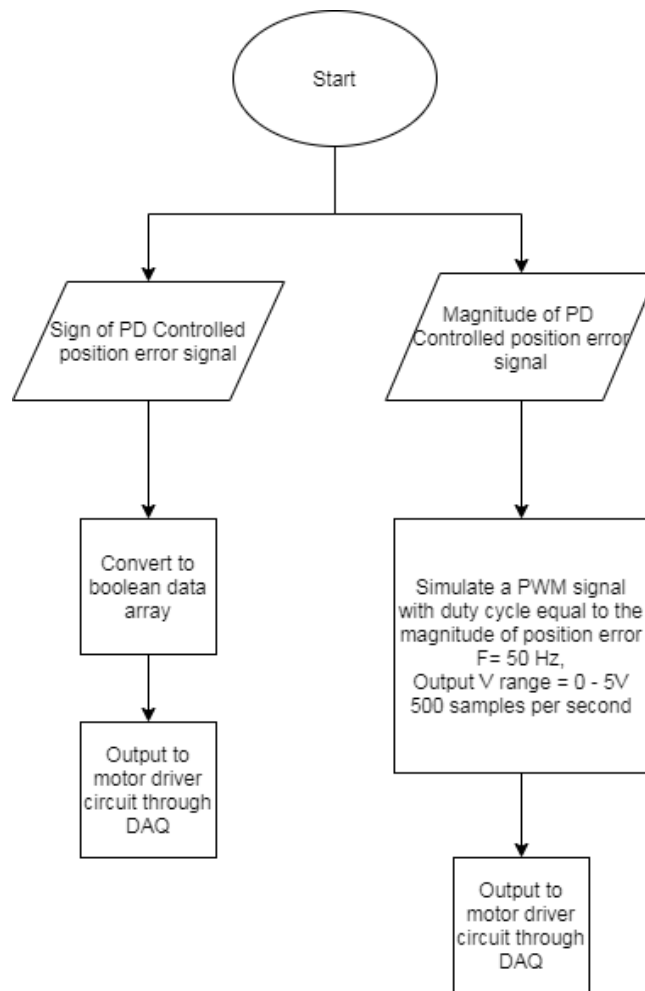 Start
Sign of PD Controlled
position error signal
Magnitude of PD
Controlled position error
signal
Convert to
boolean data
array
Simulate a PWM signal
with duty cycle equal to the
magnitude of position error
F= 50 Hz,
Output V range = 0 - 5V
500 samples per second
Output to
motor driver
circuit through
DAQ
Output to
motor driver
circuit through
DAQ